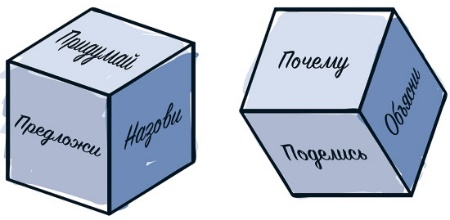 Придумай
Предложи
Назови
Почему
Поделись
Объясни